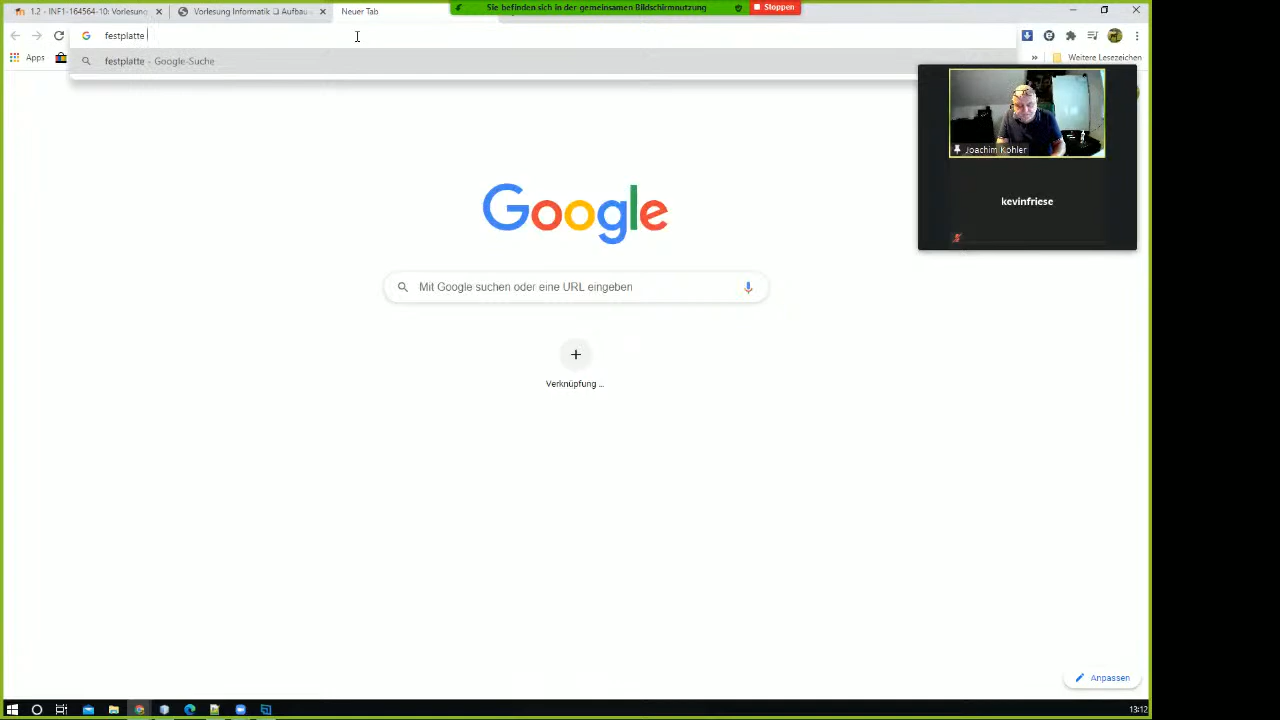 1.2 - INF1-164564-10: Vorlesung
Vorlesung Informatik ❏ Aufbau -
Neuer Tab
Sie befinden sich in der gemeinsamen Bildschirmnutzung
Stoppen
festplatte
Apps
festplatte - Google-Suche
Weitere Lesezeichen
Joachim Kohler
kevinfriese
Google
Mit Google suchen oder eine URL eingeben
Verknüpfung ...
Anpassen
13:12